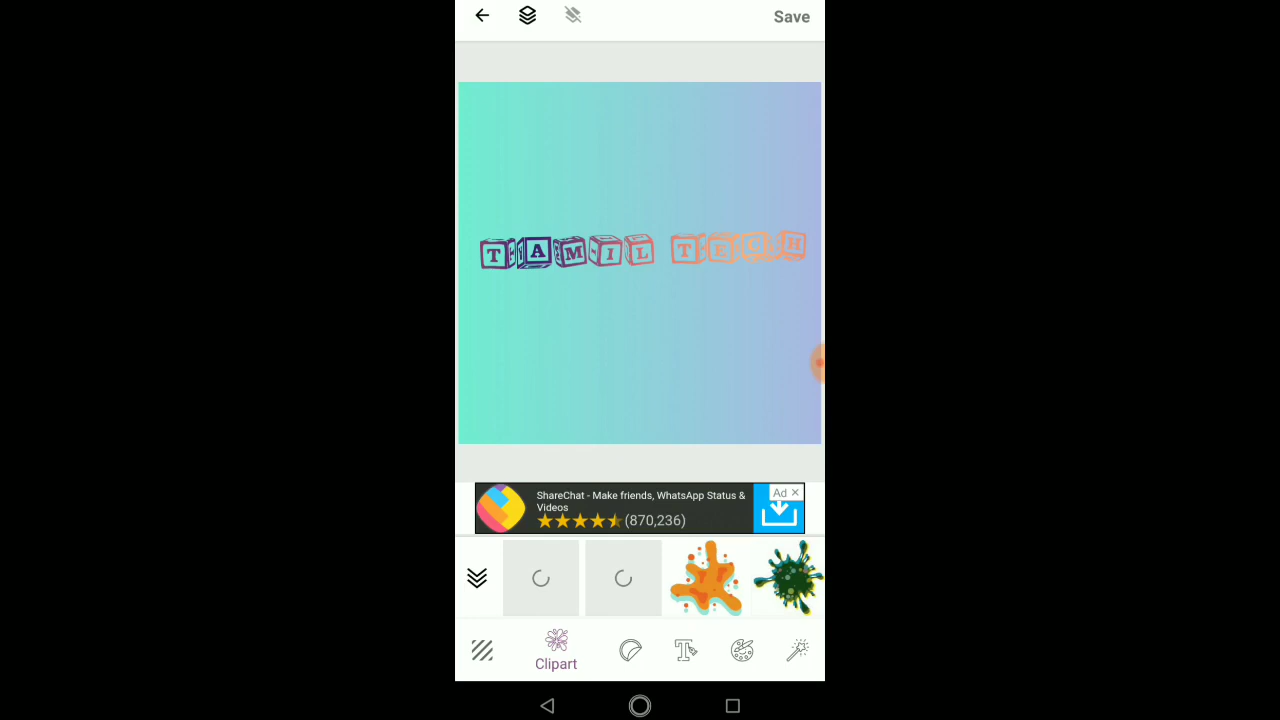 Save
TAMIL TECH
ShareChat - Make friends, WhatsApp Status &
Videos
(870,236)
Ad
Clipart